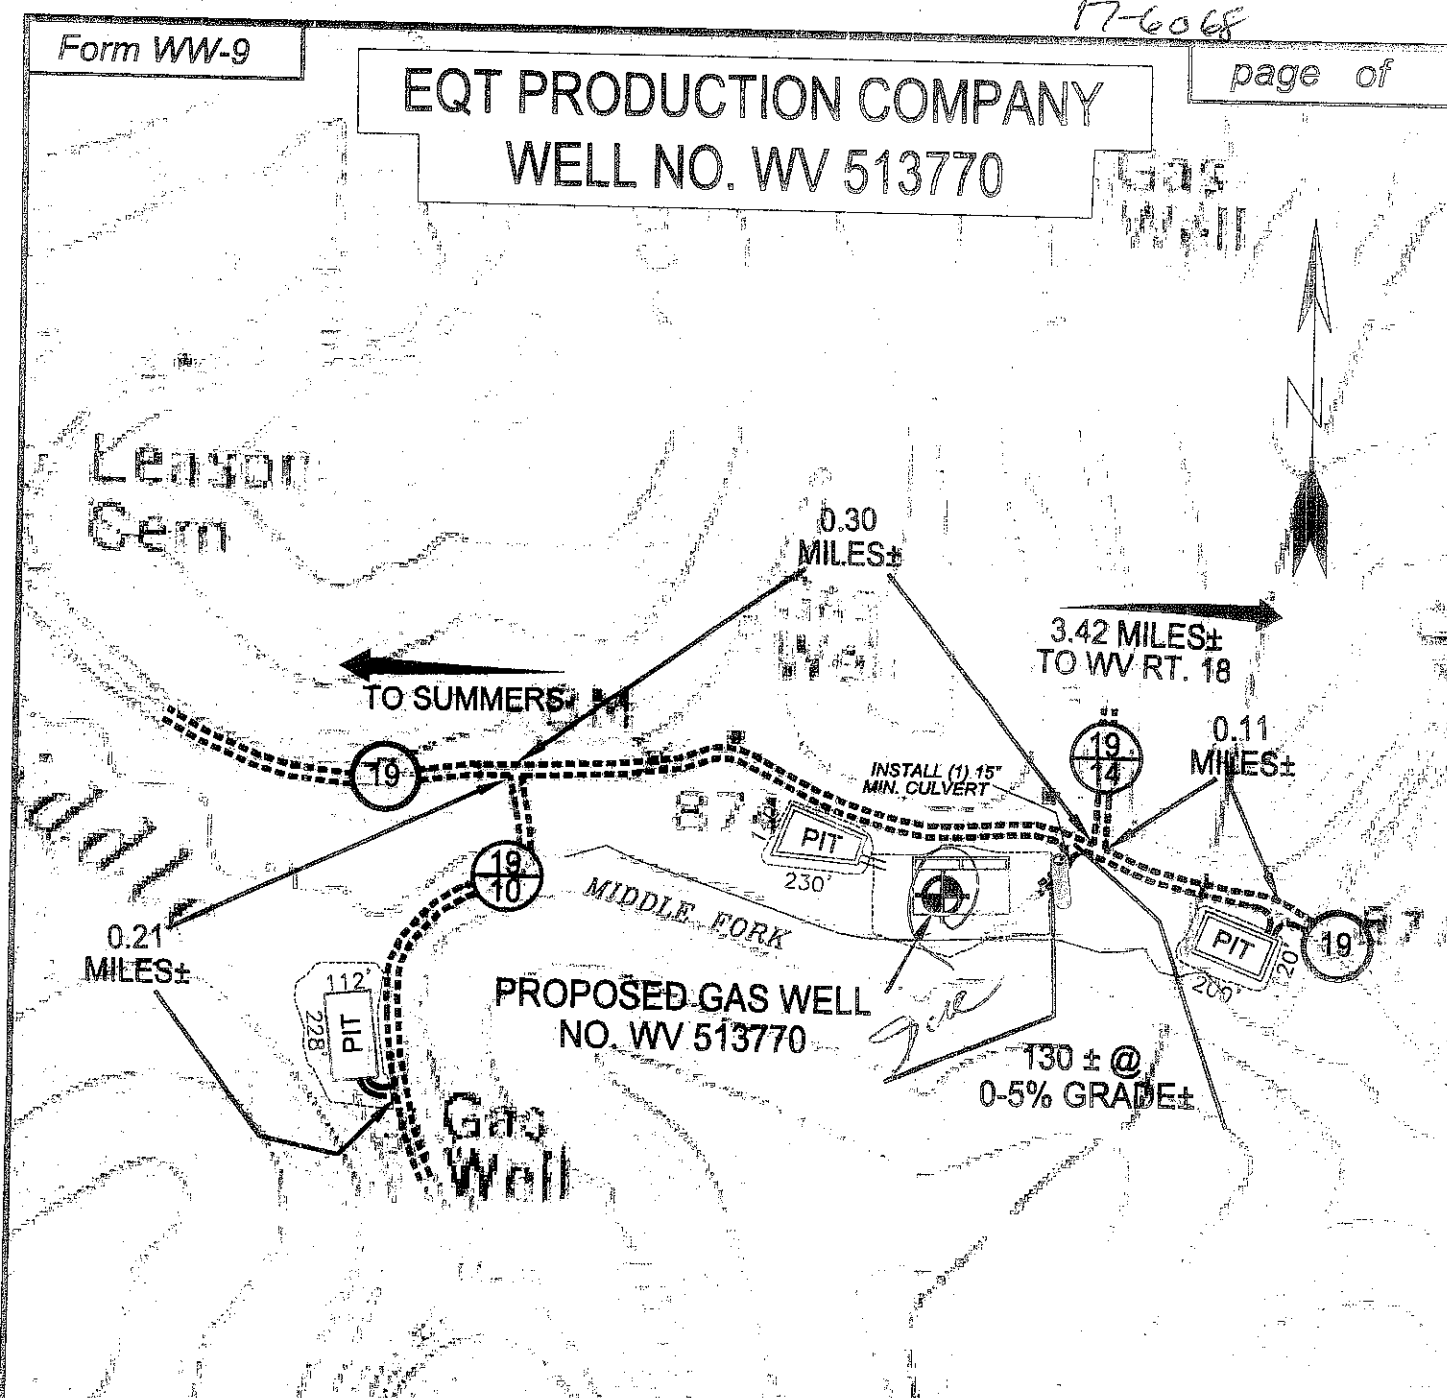 17-6068
Form WW-9
page of
EQT PRODUCTION COMPANY
WELL NO. WV 513770
Gas
Well
Cem
0.30
MILES±
3.42 MILES±
TO WV RT. 18
TO SUMMERS
19
19
14
0.11
MILES±
INSTALL (1) 15"
MIN. CULVERT
874
PIT
230'
19
10
MIDDLE FORK
0.21
MILES±
PIT
200'
20'
19
112'
228'
PIT
PROPOSED GAS WELL
NO. WV 513770
130 ± @
0-5% GRADE±
Gas
Well